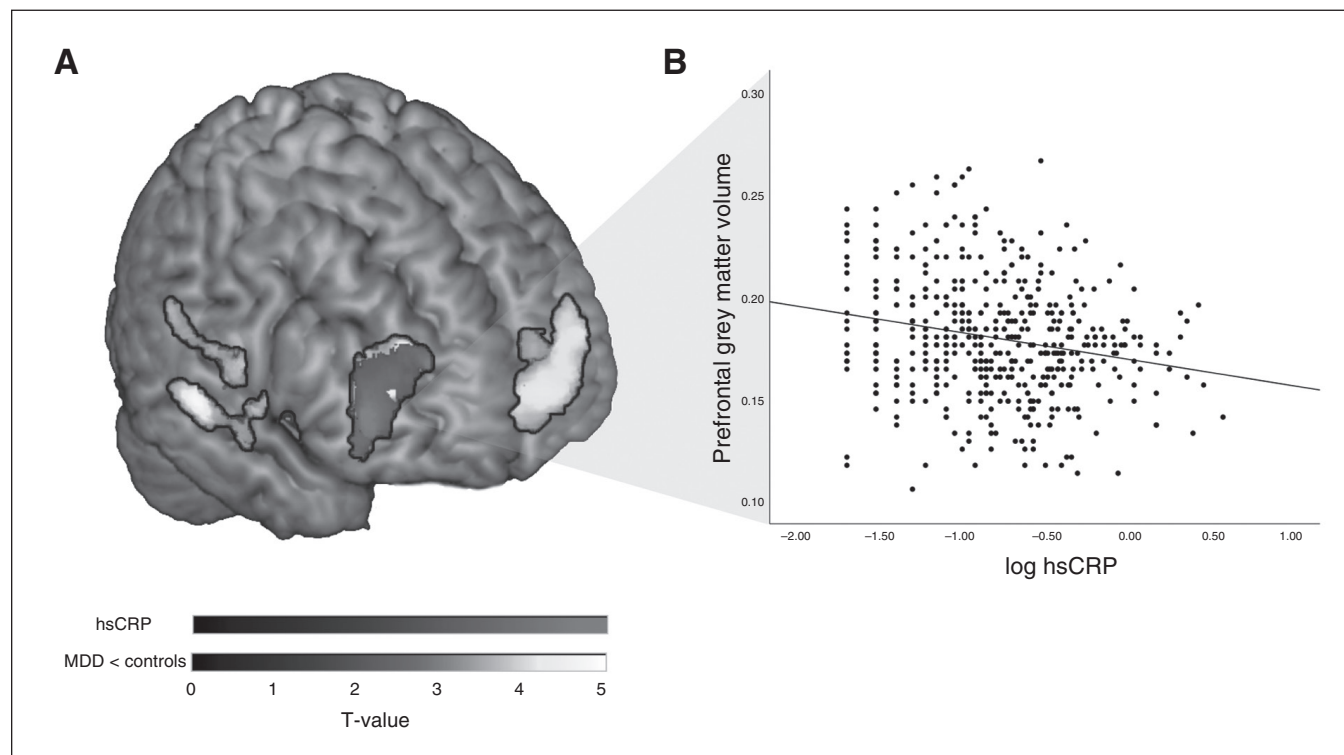 A
B
0.30
0.25
0.20
0.15
0.10
Prefrontal grey matter volume
−2.00 −1.50 −1.00 −0.50 0.00 0.50 1.00
log hsCRP
hsCRP
MDD < controls
0 1 2 3 4 5
T-value